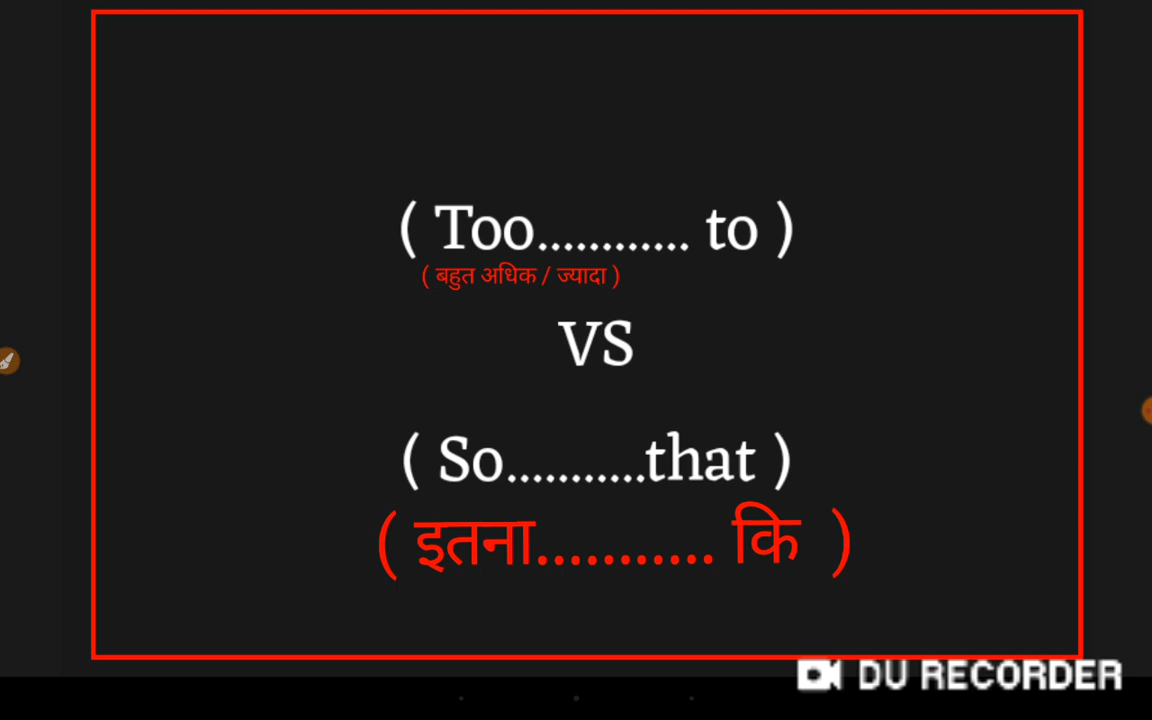 ( Too............ to )
( बहुत अधिक / ज्यादा )
VS
( So...........that )
( इतना........... कि )
DU RECORDER